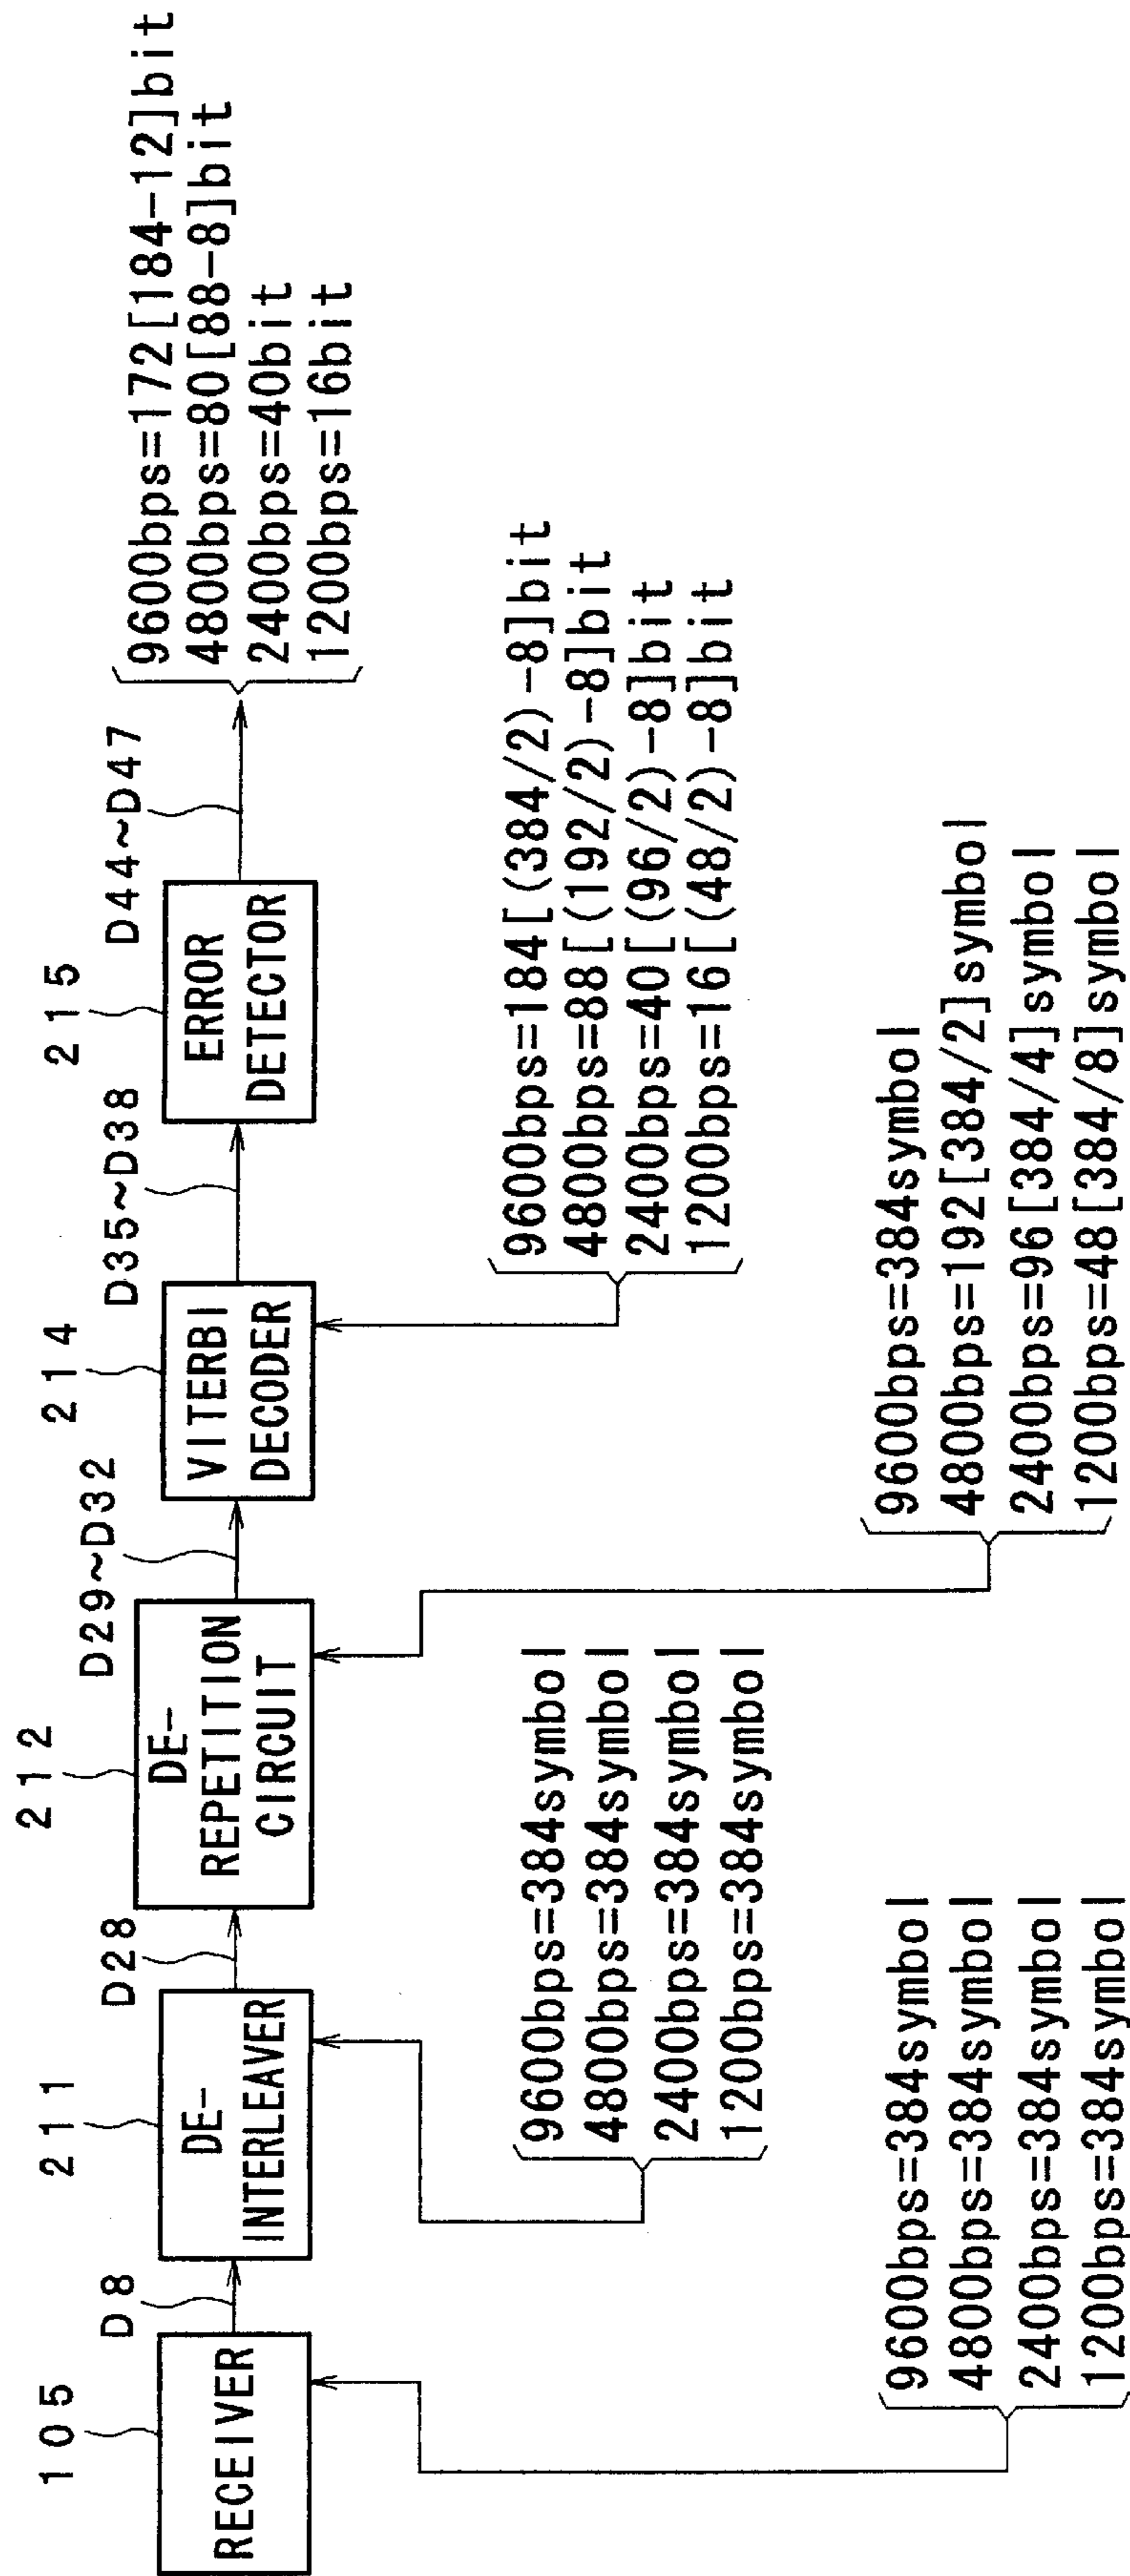 105
RECEIVER
D8
211
DE-
INTERLEAVER
D28
212
DE-
REPETITION
CIRCUIT
D29~D32
214
VITERBI
DECODER
D35~D38
215
ERROR
DETECTOR
D44~D47
9600bps=172[184-12]bit
4800bps=80[88-8]bit
2400bps=40bit
1200bps=16bit
9600bps=184[(384/2)-8]bit
4800bps=88[(192/2)-8]bit
2400bps=40[(96/2)-8]bit
1200bps=16[(48/2)-8]bit
9600bps=384symbol
4800bps=192[384/2]symbol
2400bps=96[384/4]symbol
1200bps=48[384/8]symbol
9600bps=384symbol
4800bps=384symbol
2400bps=384symbol
1200bps=384symbol
9600bps=384symbol
4800bps=384symbol
2400bps=384symbol
1200bps=384symbol